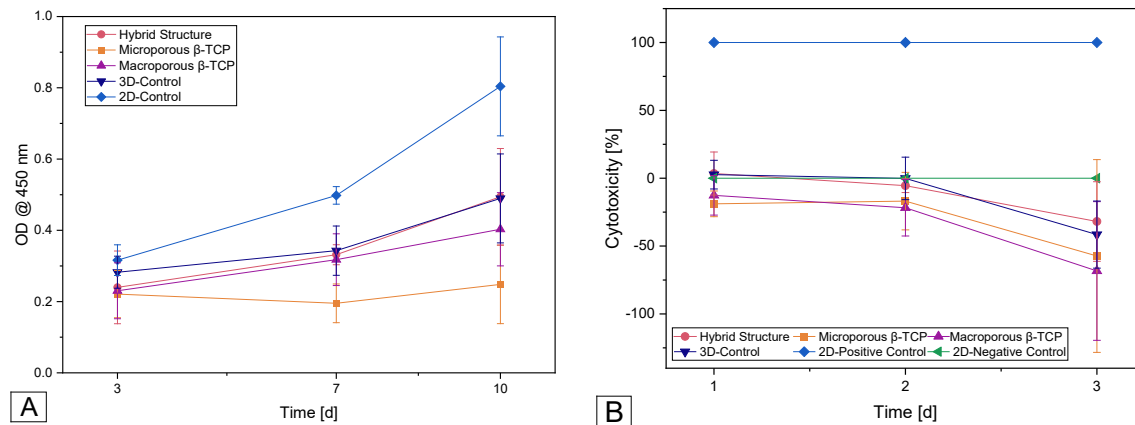 1.0
0.8
0.6
0.4
0.2
0.0
OD @ 450 nm
Hybrid Structure
Microporous β-TCP
Macroporous β-TCP
3D-Control
2D-Control
3 7 10
Time [d]
A
100
50
0
-50
-100
Cytotoxicity [%]
Hybrid Structure Microporous β-TCP Macroporous β-TCP
3D-Control 2D-Positive Control 2D-Negative Control
1 2 3
Time [d]
B